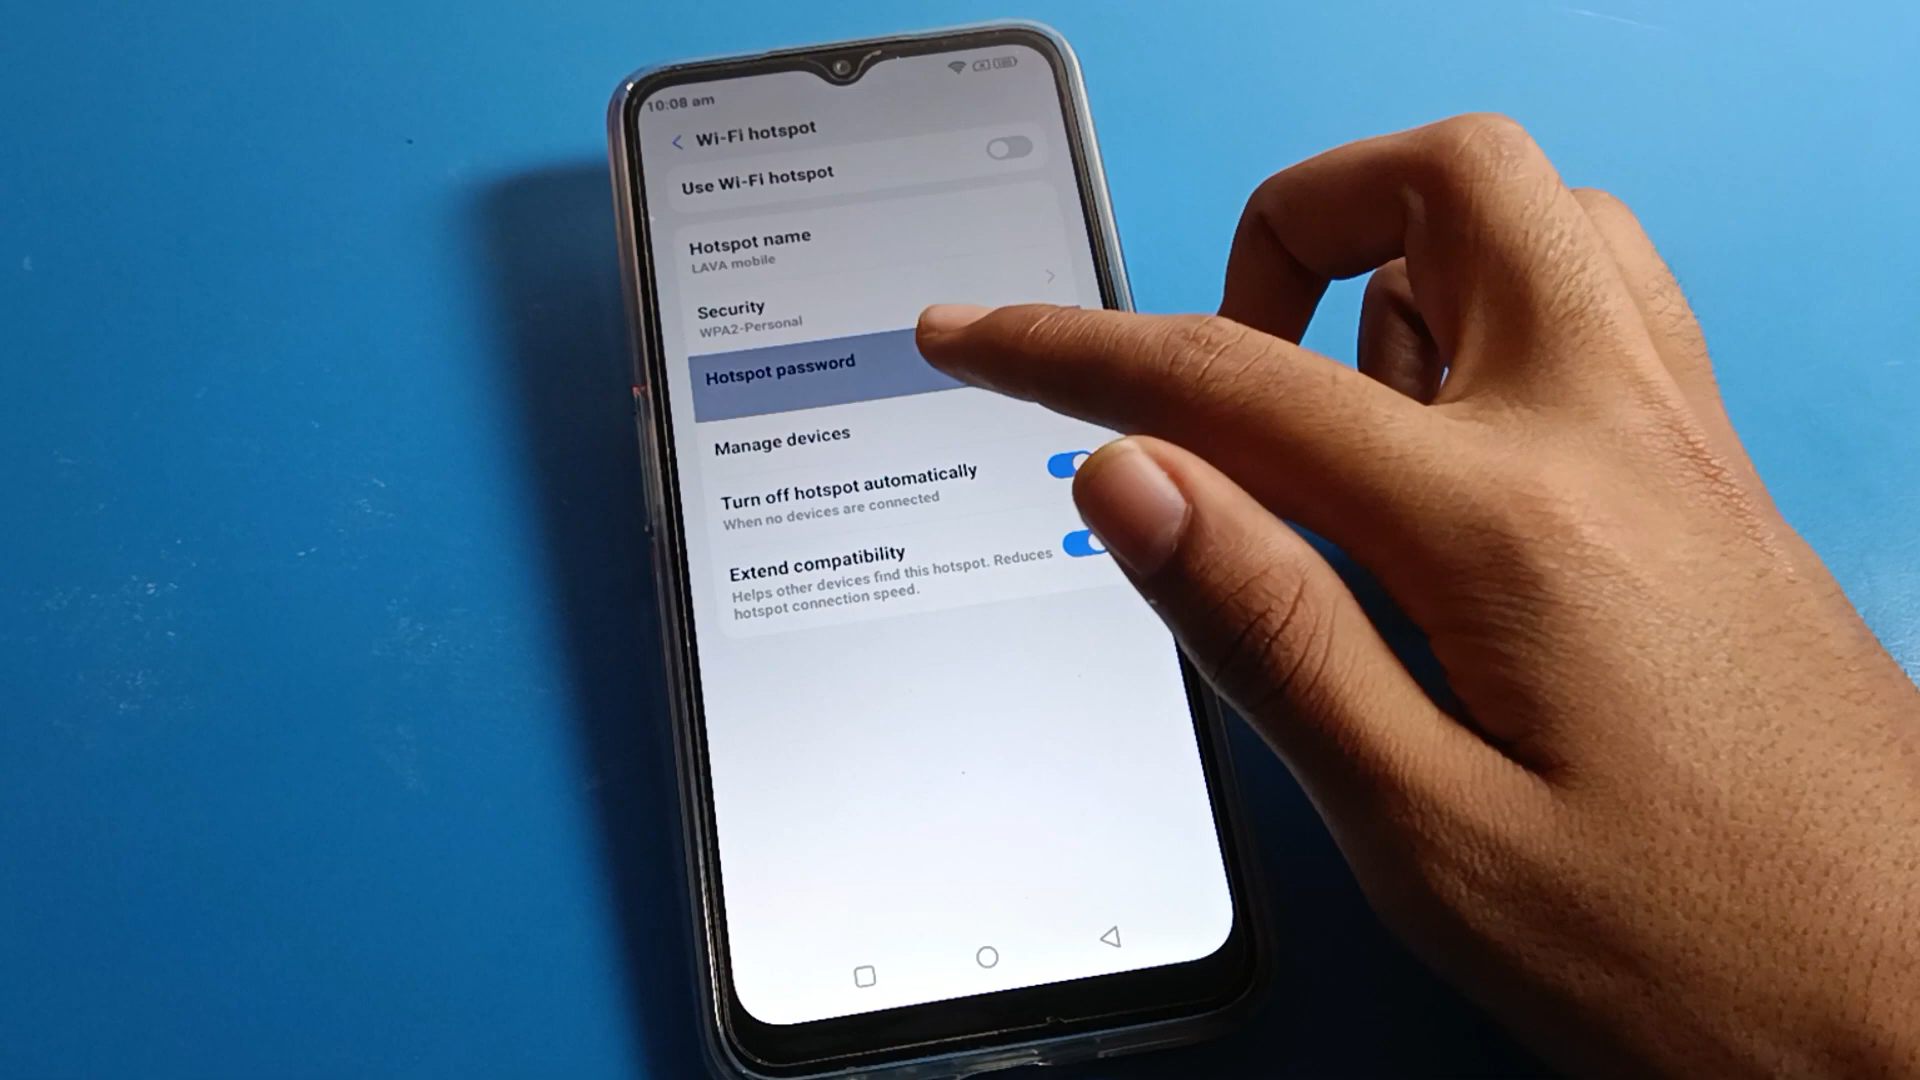 10:08 am
Wi-Fi hotspot
Use Wi-Fi hotspot
Hotspot name
LAVA mobile
Security
WPA2-Personal
Hotspot password
Manage devices
Turn off hotspot automatically
When no devices are connected
Extend compatibility
Helps other devices find this hotspot. Reduces
hotspot connection speed.